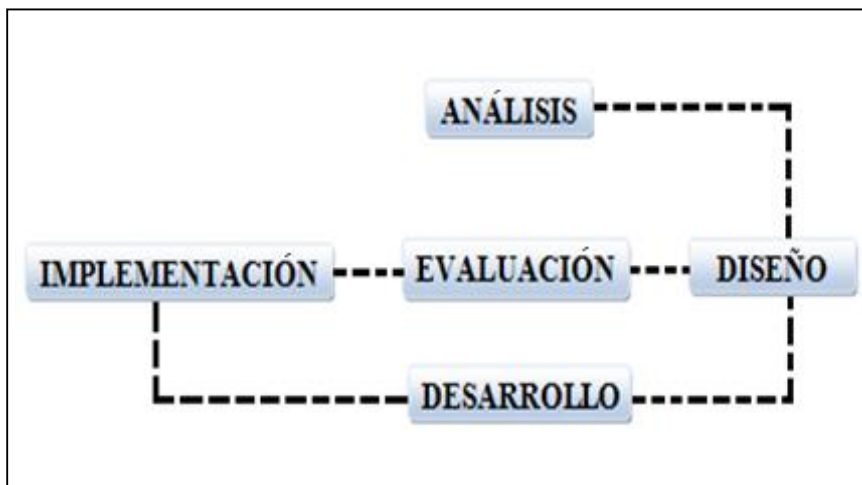 ANÁLISIS
IMPLEMENTACIÓN
EVALUACIÓN
DISEÑO
DESARROLLO